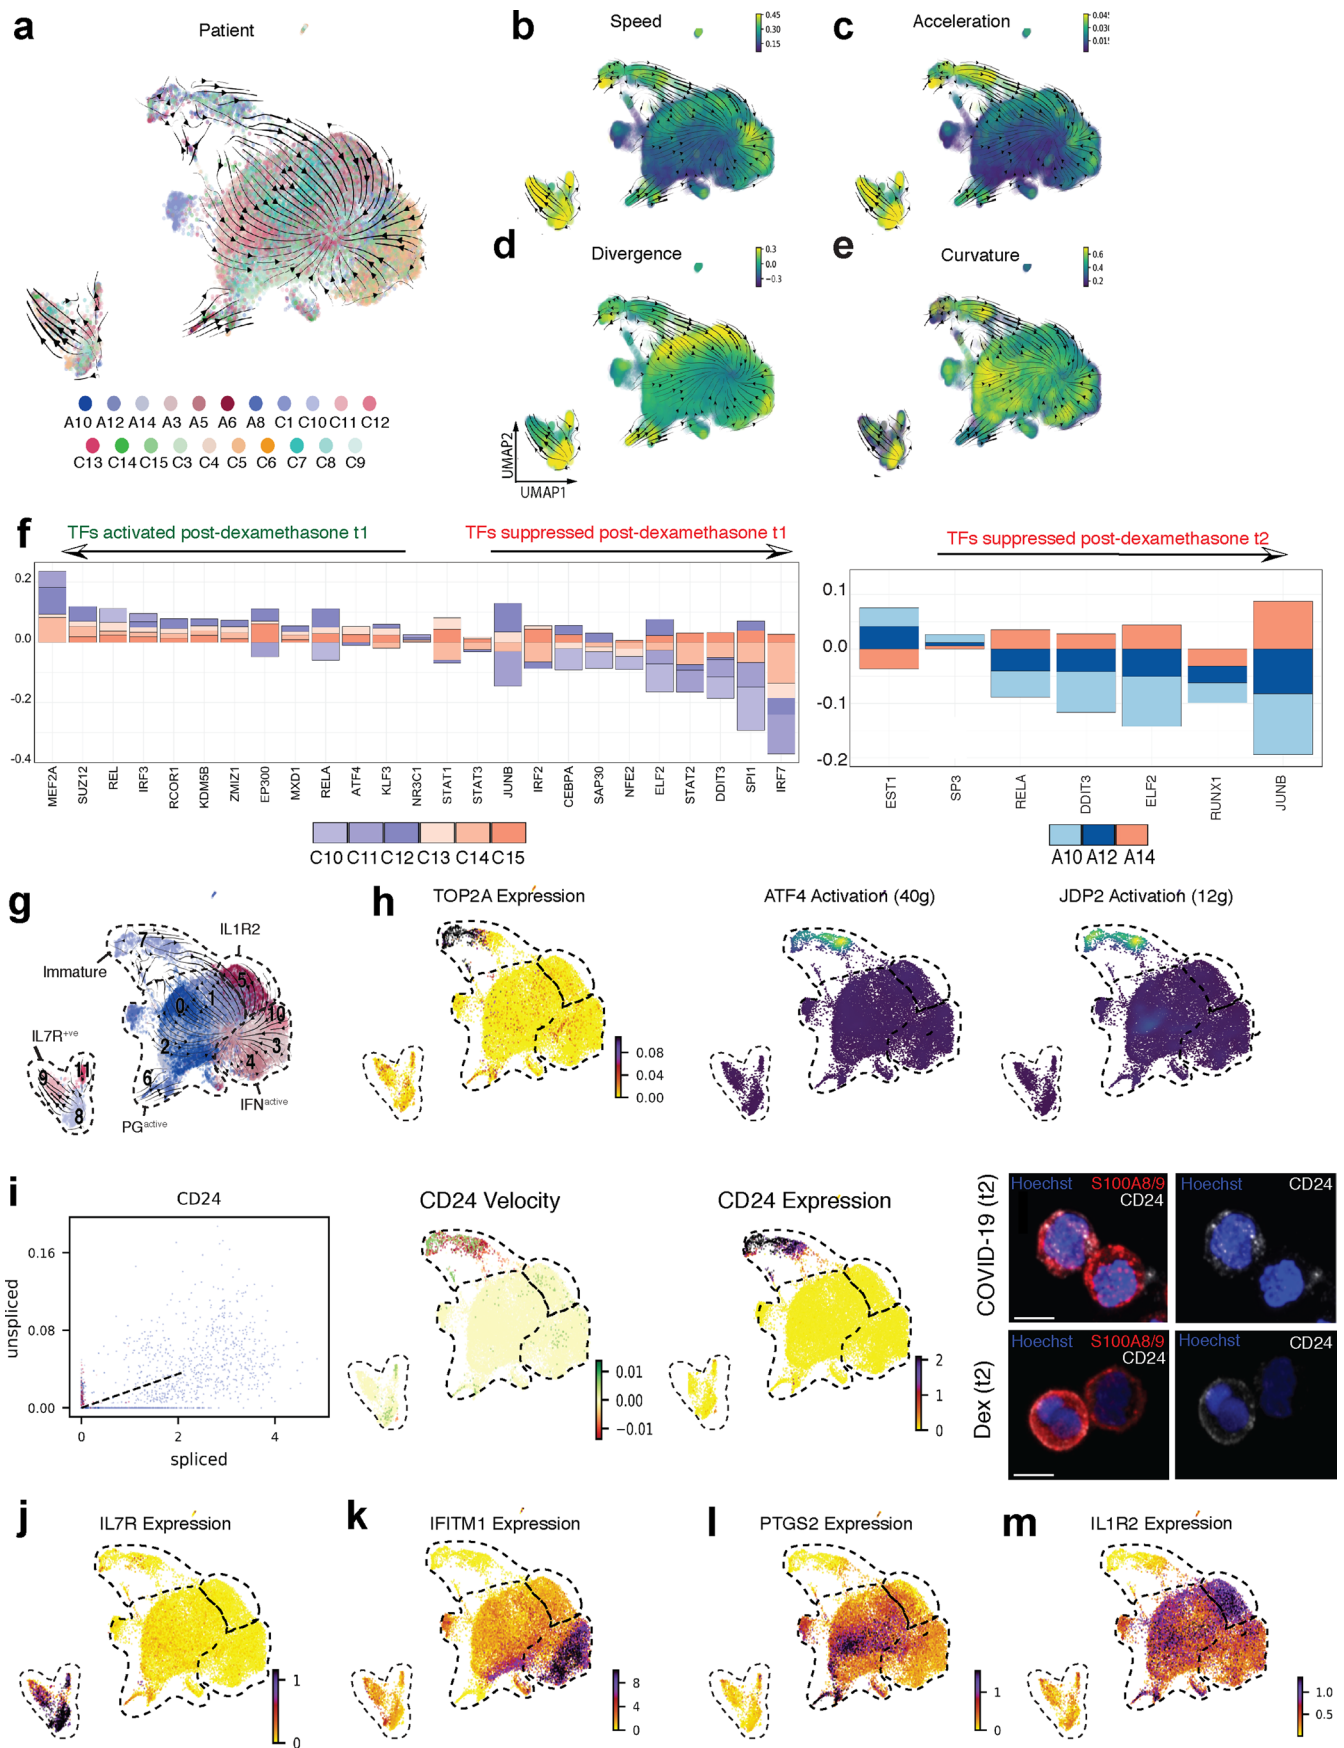 a
Patient
A10 A12 A14 A3 A5 A6 A8 C1 C10 C11 C12
C13 C14 C15 C3 C4 C5 C6 C7 C8 C9
b
Speed
0.45
0.30
0.15
c
Acceleration
0.045
0.030
0.015
d
Divergence
0.3
0.0
−0.3
UMAP2
UMAP1
e
Curvature
0.6
0.4
0.2
f
TFs activated post-dexamethasone t1
TFs suppressed post-dexamethasone t1
0.2
0.0
-0.2
-0.4
MEF2A
SUZ12
REL
IRF3
RCOR1
KDM5B
ZMIZ1
EP300
MXD1
RELA
ATF4
KLF3
NR3C1
STAT1
STAT3
JUNB
IRF2
CEBPA
SAP30
NFE2
ELF2
STAT2
DDIT3
SPI1
IRF7
C10 C11 C12 C13 C14 C15
TFs suppressed post-dexamethasone t2
0.1
0.0
-0.1
-0.2
EST1
SP3
RELA
DDIT3
ELF2
RUNX1
JUNB
A10 A12 A14
g
IL1R2
Immature
IL7R+ve
PGactive
IFNactive
7
5
0
1
10
2
3
4
6
9
11
8
h
TOP2A Expression
0.08
0.04
0.00
ATF4 Activation (40g)
JDP2 Activation (12g)
i
CD24
unspliced
0.16
0.08
0.00
0 2 4
spliced
CD24 Velocity
0.01
0.00
−0.01
CD24 Expression
2
1
0
COVID-19 (t2)
Hoechst S100A8/9
CD24
Hoechst CD24
Dex (t2)
Hoechst S100A8/9
CD24
Hoechst CD24
j
IL7R Expression
1
0
k
IFITM1 Expression
8
6
4
2
0
l
PTGS2 Expression
1
0
m
IL1R2 Expression
1.0
0.5